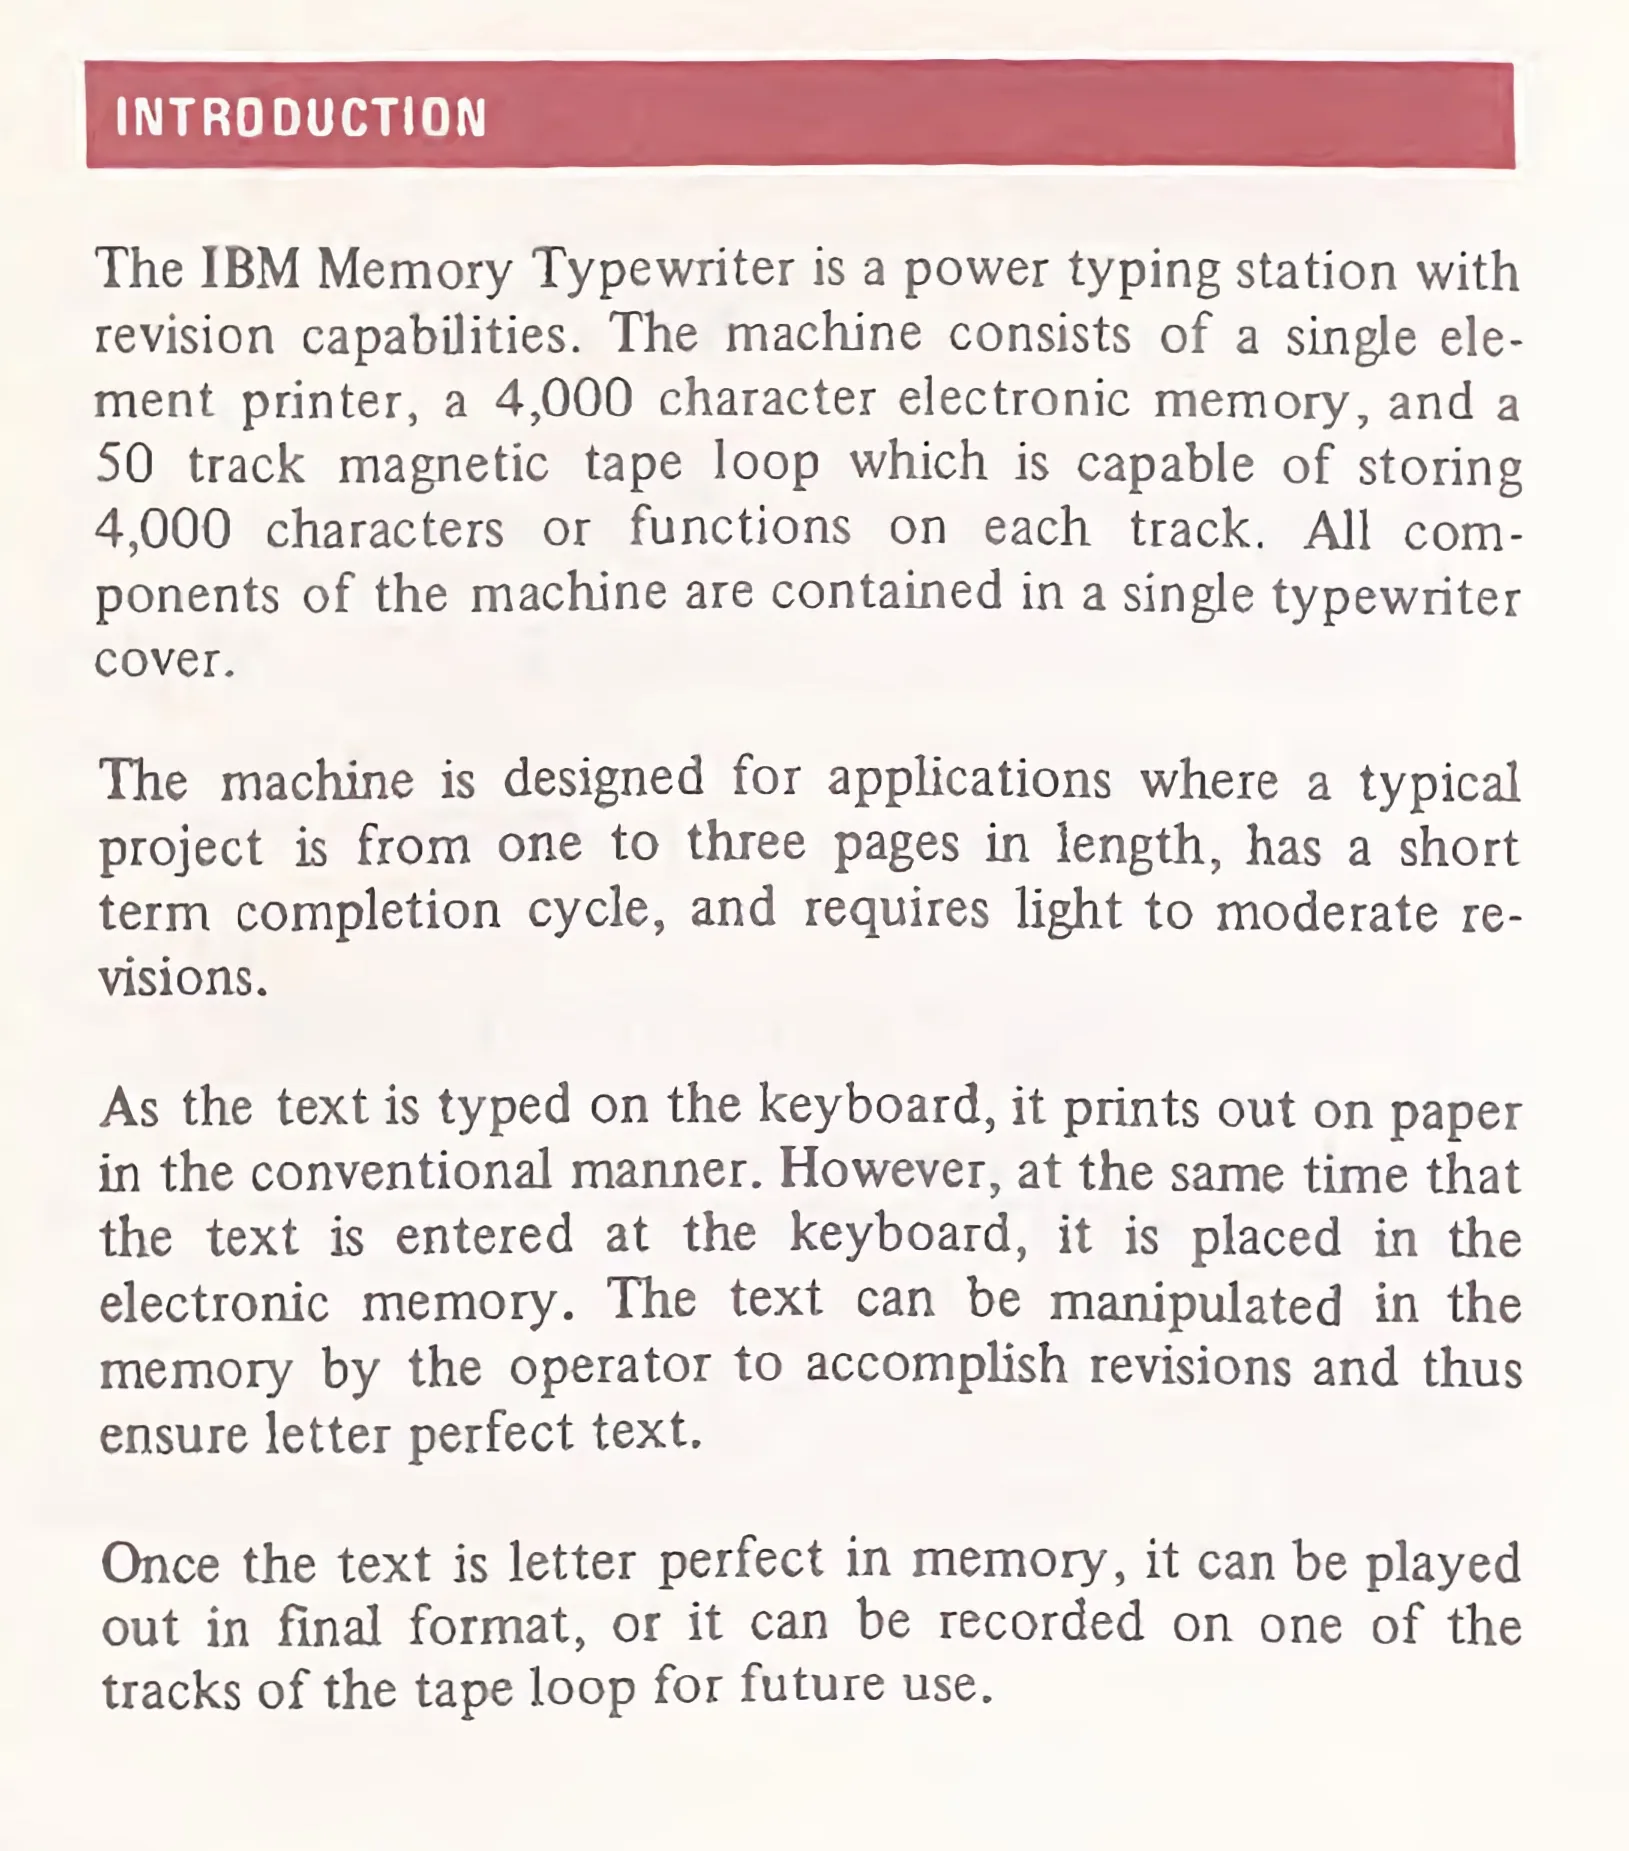 INTRODUCTION
The IBM Memory Typewriter is a power typing station with
revision capabilities. The machine consists of a single ele-
ment printer, a 4,000 character electronic memory, and a
50 track magnetic tape loop which is capable of storing
4,000 characters or functions on each track. All com-
ponents of the machine are contained in a single typewriter
cover.
The machine is designed for applications where a typical
project is from one to three pages in length, has a short
term completion cycle, and requires light to moderate re-
visions.
As the text is typed on the keyboard, it prints out on paper
in the conventional manner. However, at the same time that
the text is entered at the keyboard, it is placed in the
electronic memory. The text can be manipulated in the
memory by the operator to accomplish revisions and thus
ensure letter perfect text.
Once the text is letter perfect in memory, it can be played
out in final format, or it can be recorded on one of the
tracks of the tape loop for future use.